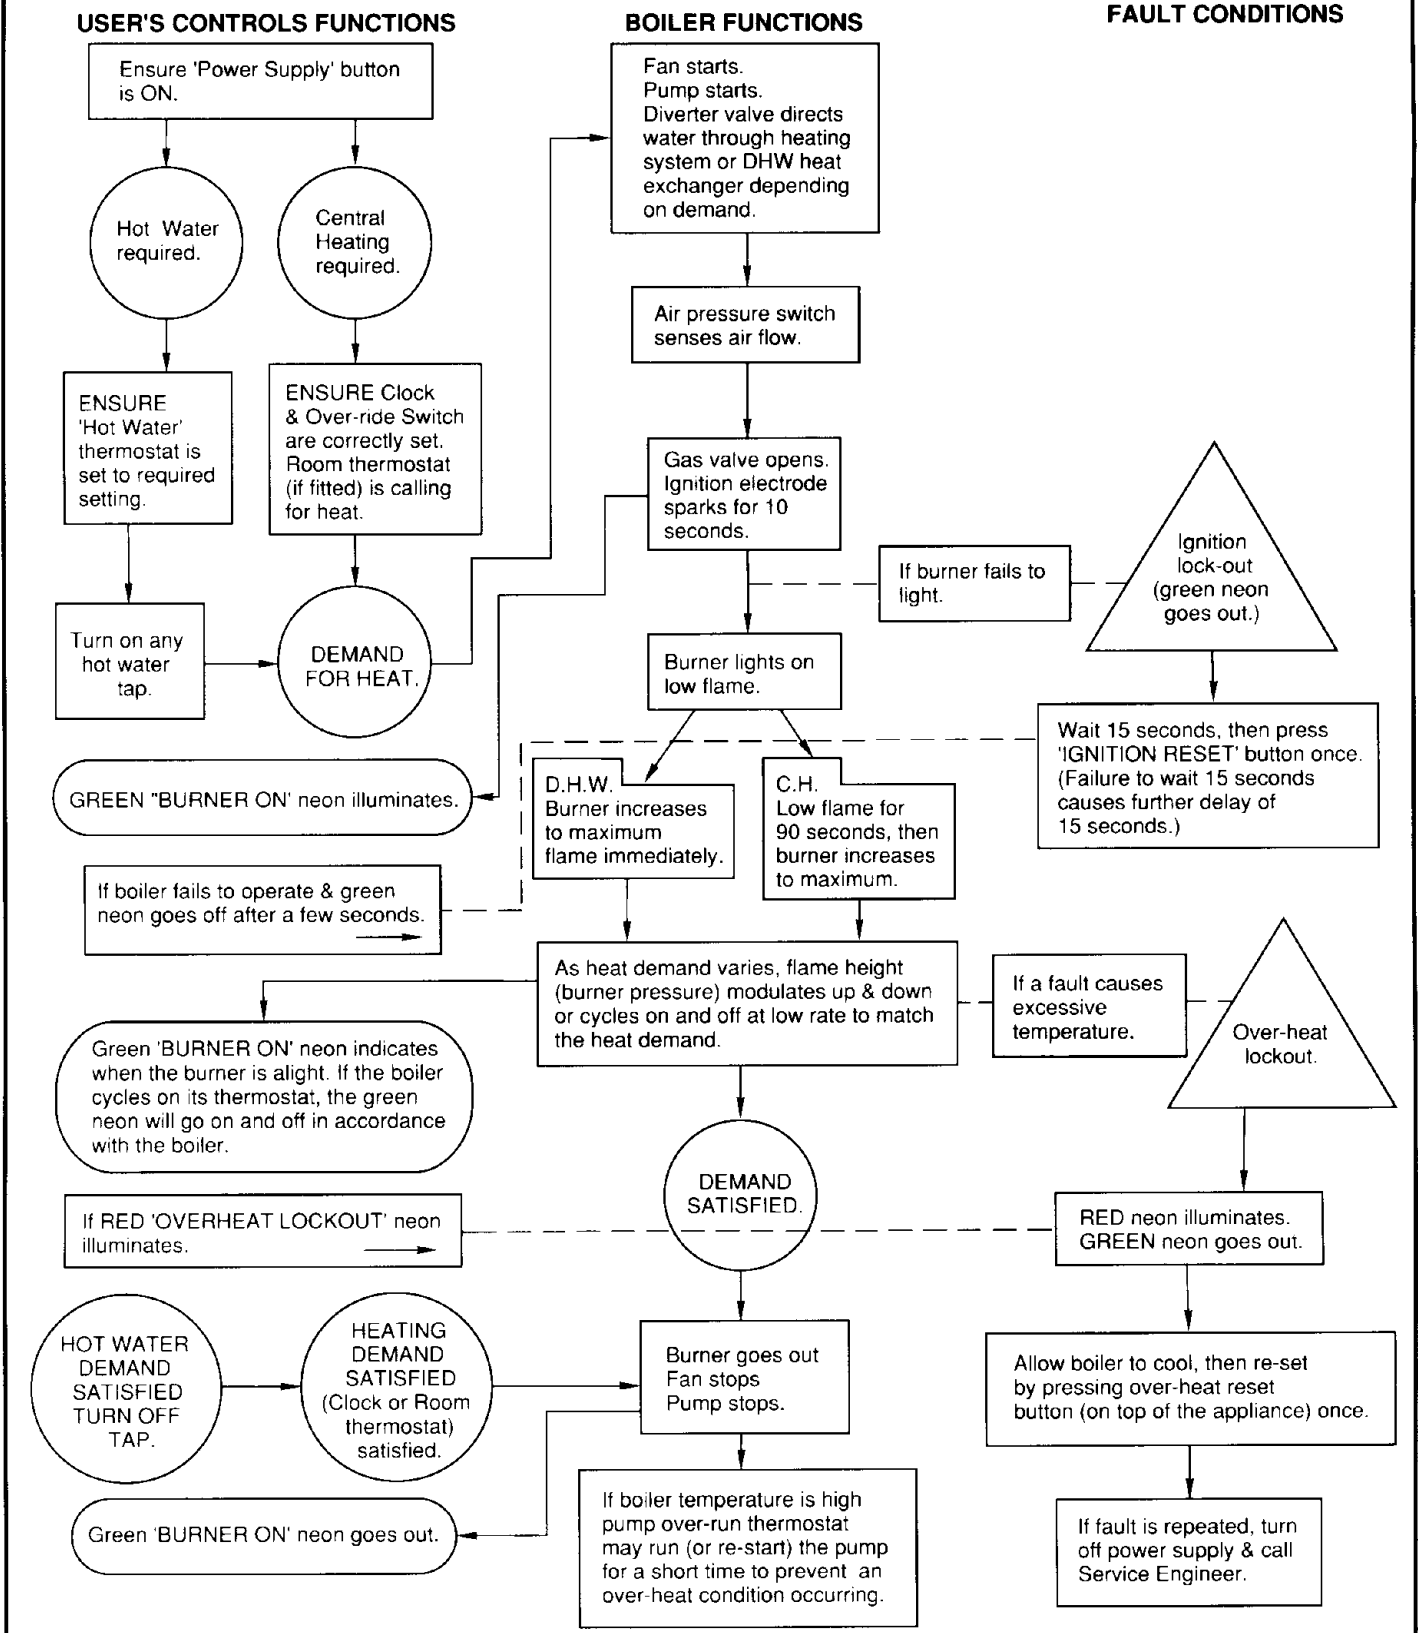 USER'S CONTROLS FUNCTIONS
Ensure 'Power Supply' button
is ON.
Hot Water
required.
Central
Heating
required.
ENSURE
'Hot Water'
thermostat is
set to required
setting.
ENSURE Clock
& Over-ride Switch
are correctly set.
Room thermostat
(if fitted) is calling
for heat.
Turn on any
hot water
tap.
DEMAND
FOR HEAT.
GREEN "BURNER ON' neon illuminates.
If boiler fails to operate & green
neon goes off after a few seconds.
Green 'BURNER ON' neon indicates
when the burner is alight. If the boiler
cycles on its thermostat, the green
neon will go on and off in accordance
with the boiler.
If RED 'OVERHEAT LOCKOUT' neon
illuminates.
HOT WATER
DEMAND
SATISFIED
TURN OFF
TAP.
HEATING
DEMAND
SATISFIED
(Clock or Room
thermostat)
satisfied.
Green 'BURNER ON' neon goes out.
BOILER FUNCTIONS
Fan starts.
Pump starts.
Diverter valve directs
water through heating
system or DHW heat
exchanger depending
on demand.
Air pressure switch
senses air flow.
Gas valve opens.
Ignition electrode
sparks for 10
seconds.
Burner lights on
low flame.
D.H.W.
Burner increases
to maximum
flame immediately.
C.H.
Low flame for
90 seconds, then
burner increases
to maximum.
As heat demand varies, flame height
(burner pressure) modulates up & down
or cycles on and off at low rate to match
the heat demand.
DEMAND
SATISFIED.
Burner goes out
Fan stops
Pump stops.
If boiler temperature is high
pump over-run thermostat
may run (or re-start) the pump
for a short time to prevent an
over-heat condition occurring.
FAULT CONDITIONS
If burner fails to
light.
Ignition
lock-out
(green neon
goes out.)
Wait 15 seconds, then press
'IGNITION RESET' button once.
(Failure to wait 15 seconds
causes further delay of
15 seconds.)
If a fault causes
excessive
temperature.
Over-heat
lockout.
RED neon illuminates.
GREEN neon goes out.
Allow boiler to cool, then re-set
by pressing over-heat reset
button (on top of the appliance) once.
If fault is repeated, turn
off power supply & call
Service Engineer.